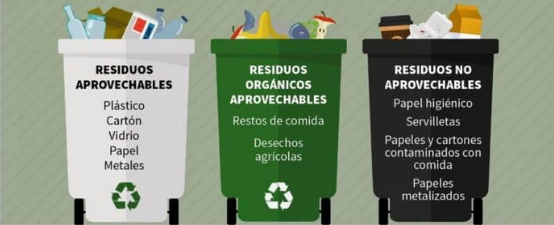 RESIDUOS
APROVECHABLES
Plástico
Cartón
Vidrio
Papel
Metales
RESIDUOS
ORGÁNICOS
APROVECHABLES
Restos de comida
Desechos
agrícolas
RESIDUOS NO
APROVECHABLES
Papel higiénico
Servilletas
Papeles y cartones
contaminados con
comida
Papeles
metalizados